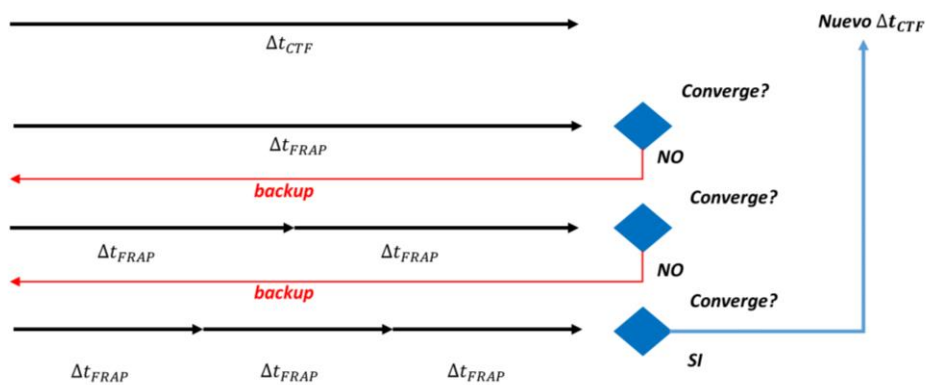 Nuevo Δt_CTF
Δt_CTF
Converge?
Δt_FRAP
NO
backup
Converge?
Δt_FRAP Δt_FRAP
NO
backup
Converge?
SI
Δt_FRAP Δt_FRAP Δt_FRAP